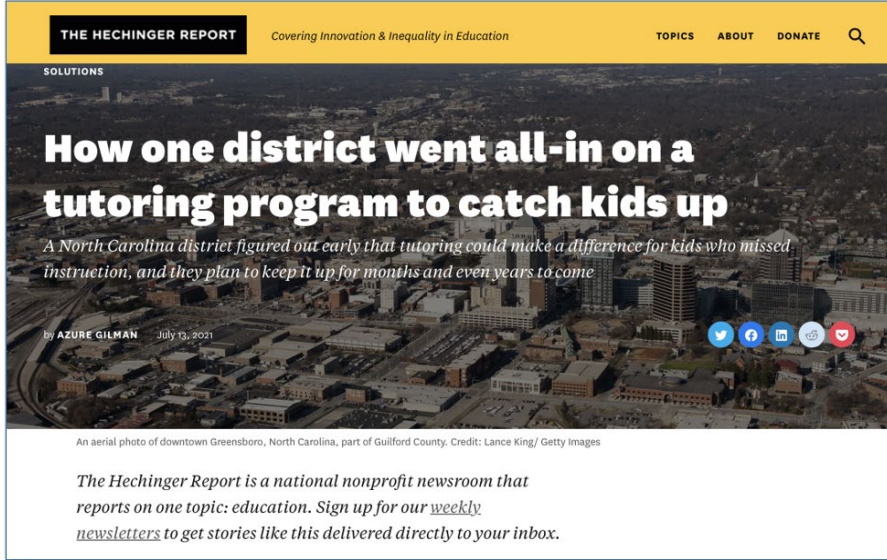 THE HECHINGER REPORT
Covering Innovation & Inequality in Education
TOPICS
ABOUT
DONATE
SOLUTIONS
How one district went all-in on a
tutoring program to catch kids up
A North Carolina district figured out early that tutoring could make a difference for kids who missed
instruction, and they plan to keep it up for months and even years to come
by AZURE GILMAN July 13, 2021
An aerial photo of downtown Greensboro, North Carolina, part of Guilford County. Credit: Lance King/ Getty Images
The Hechinger Report is a national nonprofit newsroom that
reports on one topic: education. Sign up for our weekly
newsletters to get stories like this delivered directly to your inbox.